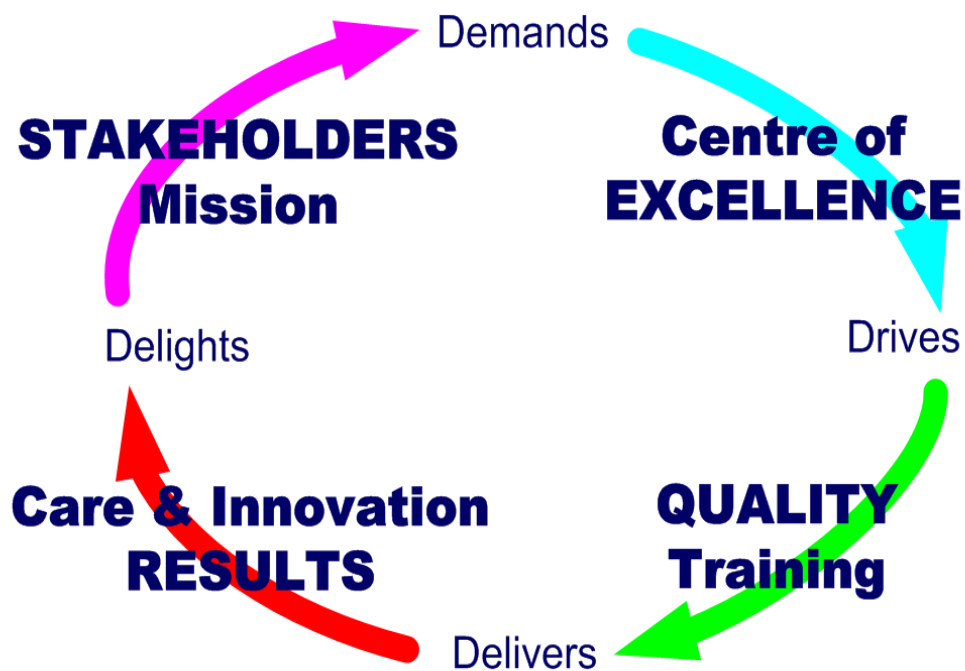 Demands
STAKEHOLDERS
Mission
Centre of
EXCELLENCE
Delights
Drives
Care & Innovation
RESULTS
QUALITY
Training
Delivers